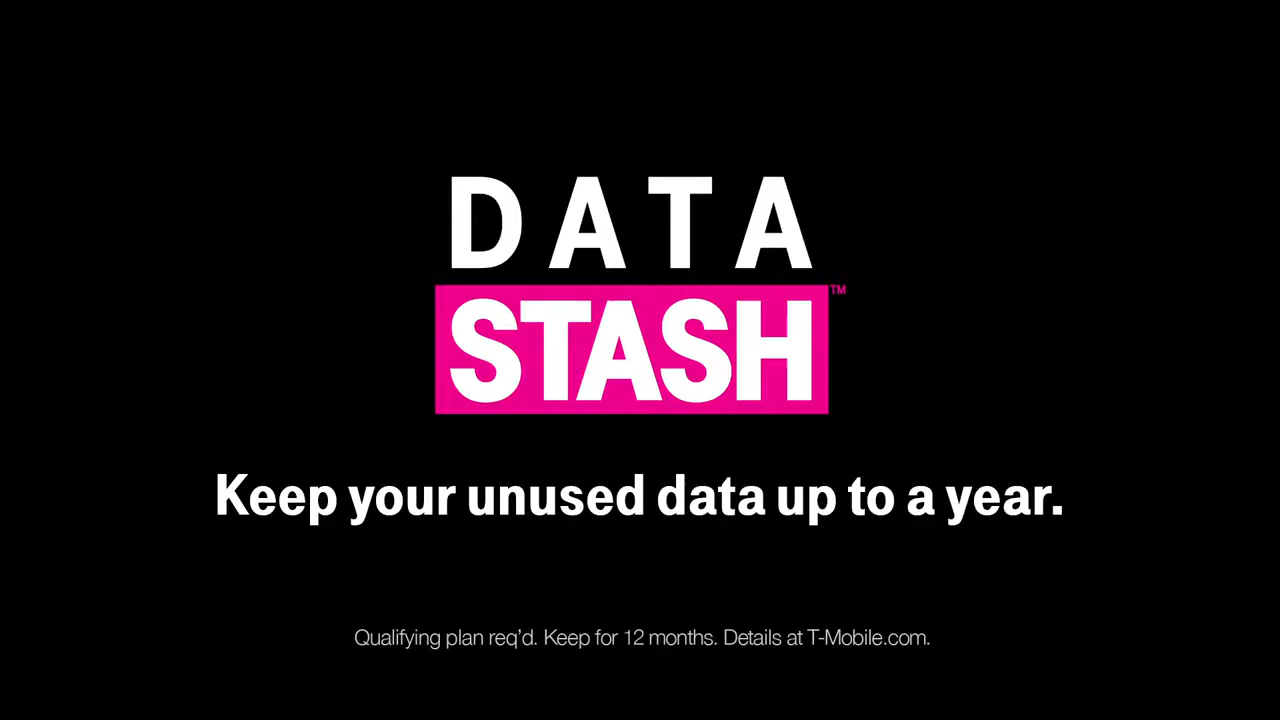 DATA
STASH™
Keep your unused data up to a year.
Qualifying plan req'd. Keep for 12 months. Details at T-Mobile.com.